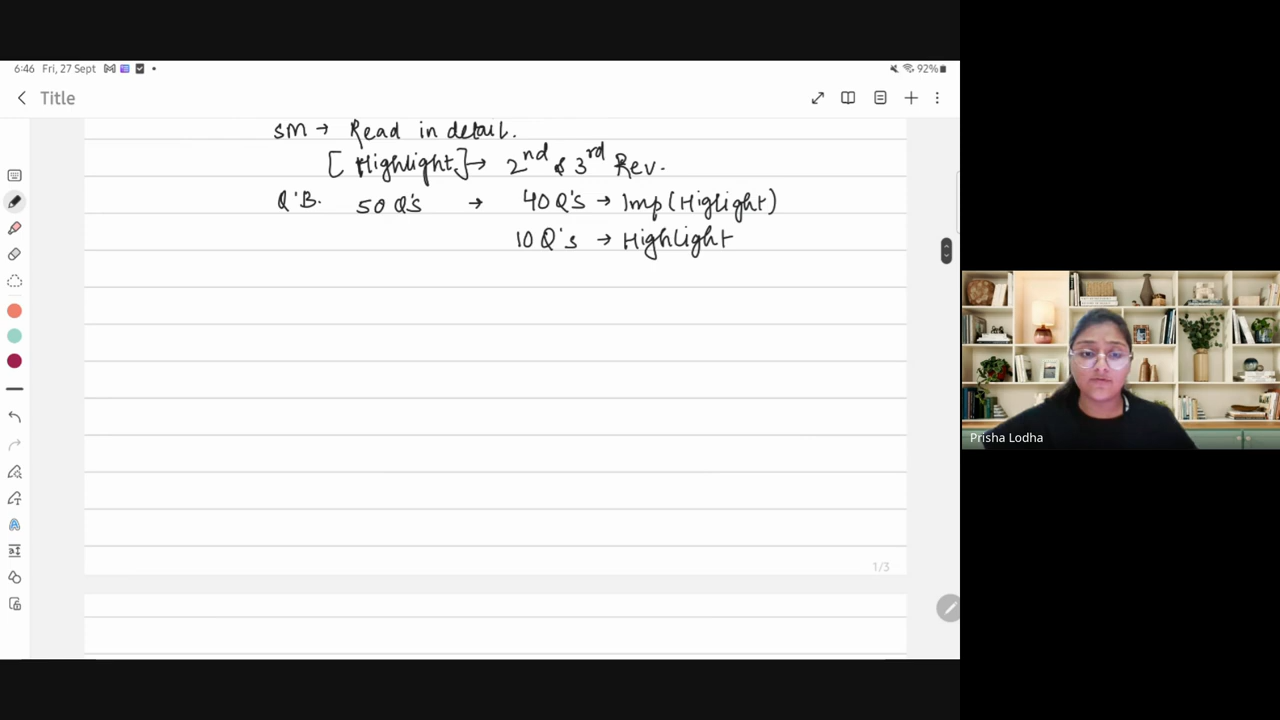 6:46 Fri, 27 Sept 92%
Title
SM → Read in detail.
[Highlight] → 2nd & 3rd Rev.
Q'B. 50 Q's → 40 Q's → Imp (Higlight)
10 Q's → Highlight
1/3
Prisha Lodha